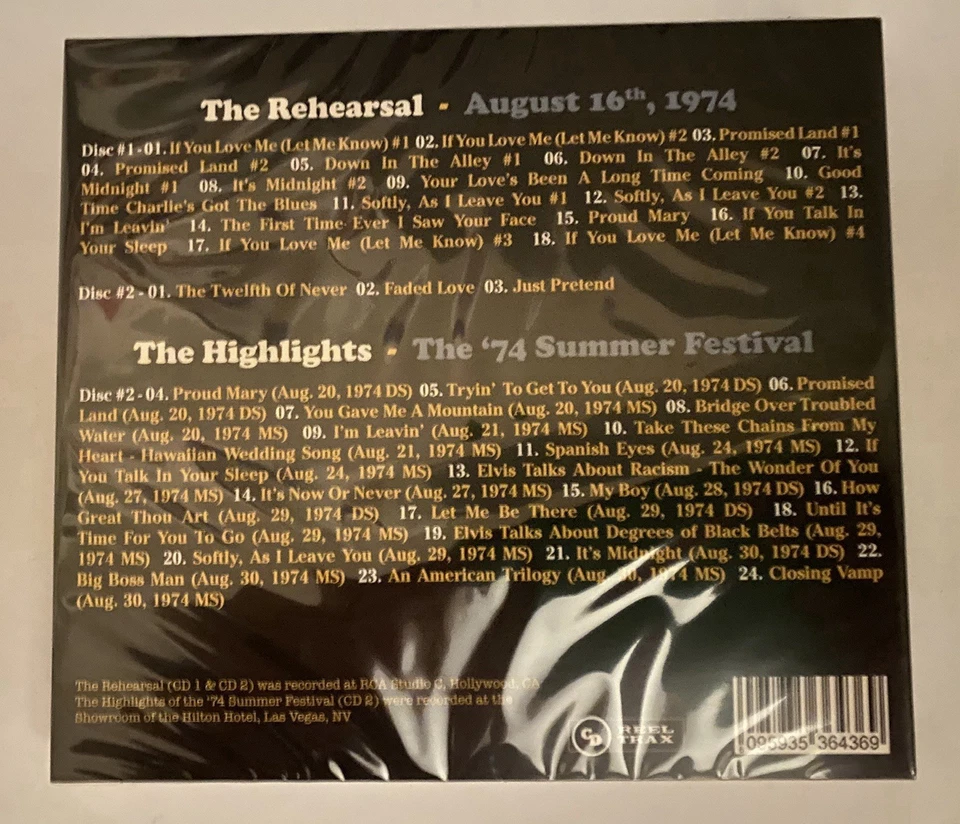 The Rehearsal - August 16th, 1974
Disc #1 - 01. If You Love Me (Let Me Know) #1 02. If You Love Me (Let Me Know) #2 03. Promised Land #1
04. Promised Land #2 05. Down In The Alley #1 06. Down In The Alley #2 07. It's
Midnight #1 08. It's Midnight #2 09. Your Love's Been A Long Time Coming 10. Good
Time Charlie's Got The Blues 11. Softly, As I Leave You #1 12. Softly, As I Leave You #2 13.
I'm Leavin' 14. The First Time Ever I Saw Your Face 15. Proud Mary 16. If You Talk In
Your Sleep 17. If You Love Me (Let Me Know) #3 18. If You Love Me (Let Me Know) #4
Disc #2 - 01. The Twelfth Of Never 02. Faded Love 03. Just Pretend
The Highlights - The '74 Summer Festival
Disc #2 - 04. Proud Mary (Aug. 20, 1974 DS) 05. Tryin' To Get To You (Aug. 20, 1974 DS) 06. Promised
Land (Aug. 20, 1974 DS) 07. You Gave Me A Mountain (Aug. 20, 1974 MS) 08. Bridge Over Troubled
Water (Aug. 20, 1974 MS) 09. I'm Leavin' (Aug. 21, 1974 MS) 10. Take These Chains From My
Heart - Hawaiian Wedding Song (Aug. 21, 1974 MS) 11. Spanish Eyes (Aug. 24, 1974 MS) 12. If
You Talk In Your Sleep (Aug. 24, 1974 MS) 13. Elvis Talks About Racism - The Wonder Of You
(Aug. 27, 1974 MS) 14. It's Now Or Never (Aug. 27, 1974 MS) 15. My Boy (Aug. 28, 1974 DS) 16. How
Great Thou Art (Aug. 29, 1974 DS) 17. Let Me Be There (Aug. 29, 1974 DS) 18. Until It's
Time For You To Go (Aug. 29, 1974 MS) 19. Elvis Talks About Degrees of Black Belts (Aug. 29,
1974 MS) 20. Softly, As I Leave You (Aug. 29, 1974 MS) 21. It's Midnight (Aug. 30, 1974 DS) 22.
Big Boss Man (Aug. 30, 1974 MS) 23. An American Trilogy (Aug. 30, 1974 MS) 24. Closing Vamp
(Aug. 30, 1974 MS)
The Rehearsal (CD 1 & CD 2) was recorded at RCA Studio C, Hollywood, CA
The Highlights of the '74 Summer Festival (CD 2) were recorded at the
Showroom of the Hilton Hotel, Las Vegas, NV
CD REEL
TRAX
095935 364369